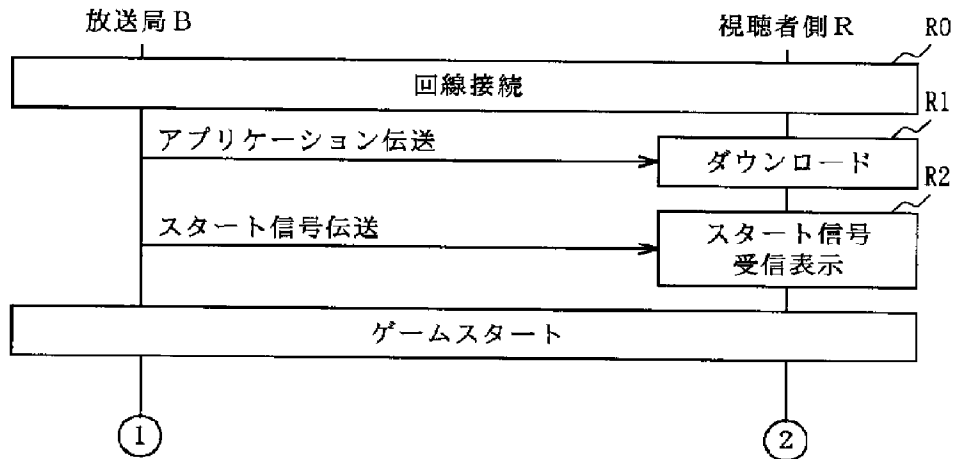 放送局B
視聴者側R
R0
回線接続
R1
アプリケーション伝送
ダウンロード
R2
スタート信号伝送
スタート信号
受信表示
ゲームスタート
1
2